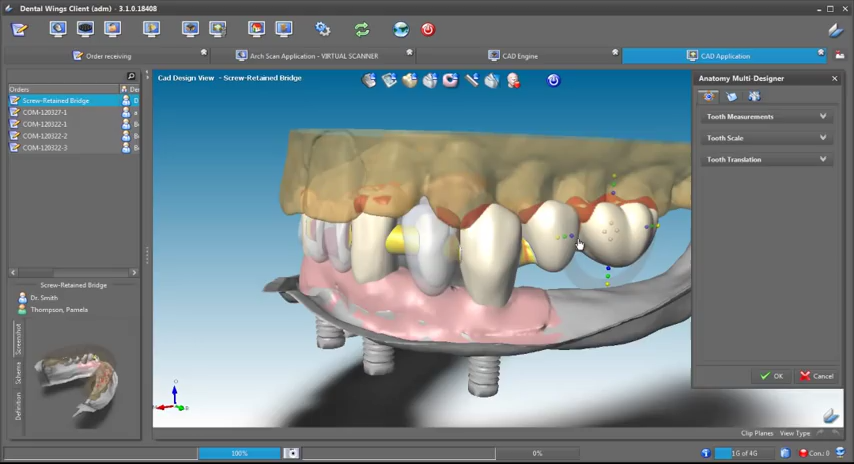 Dental Wings Client (adm) - 3.1.0.18408
Order receiving
Arch Scan Application - VIRTUAL SCANNER
CAD Engine
CAD Application
Orders
Screw-Retained Bridge
COM-120327-1
COM-120322-1
COM-120322-2
COM-120322-3
Screw-Retained Bridge
Dr. Smith
Thompson, Pamela
Screenshot
Schema
Definition
Cad Design View - Screw-Retained Bridge
Anatomy Multi-Designer
Tooth Measurements
Tooth Scale
Tooth Translation
OK
Cancel
Clip Planes
View Type
100%
0%
1G of 4G
Con.: 0